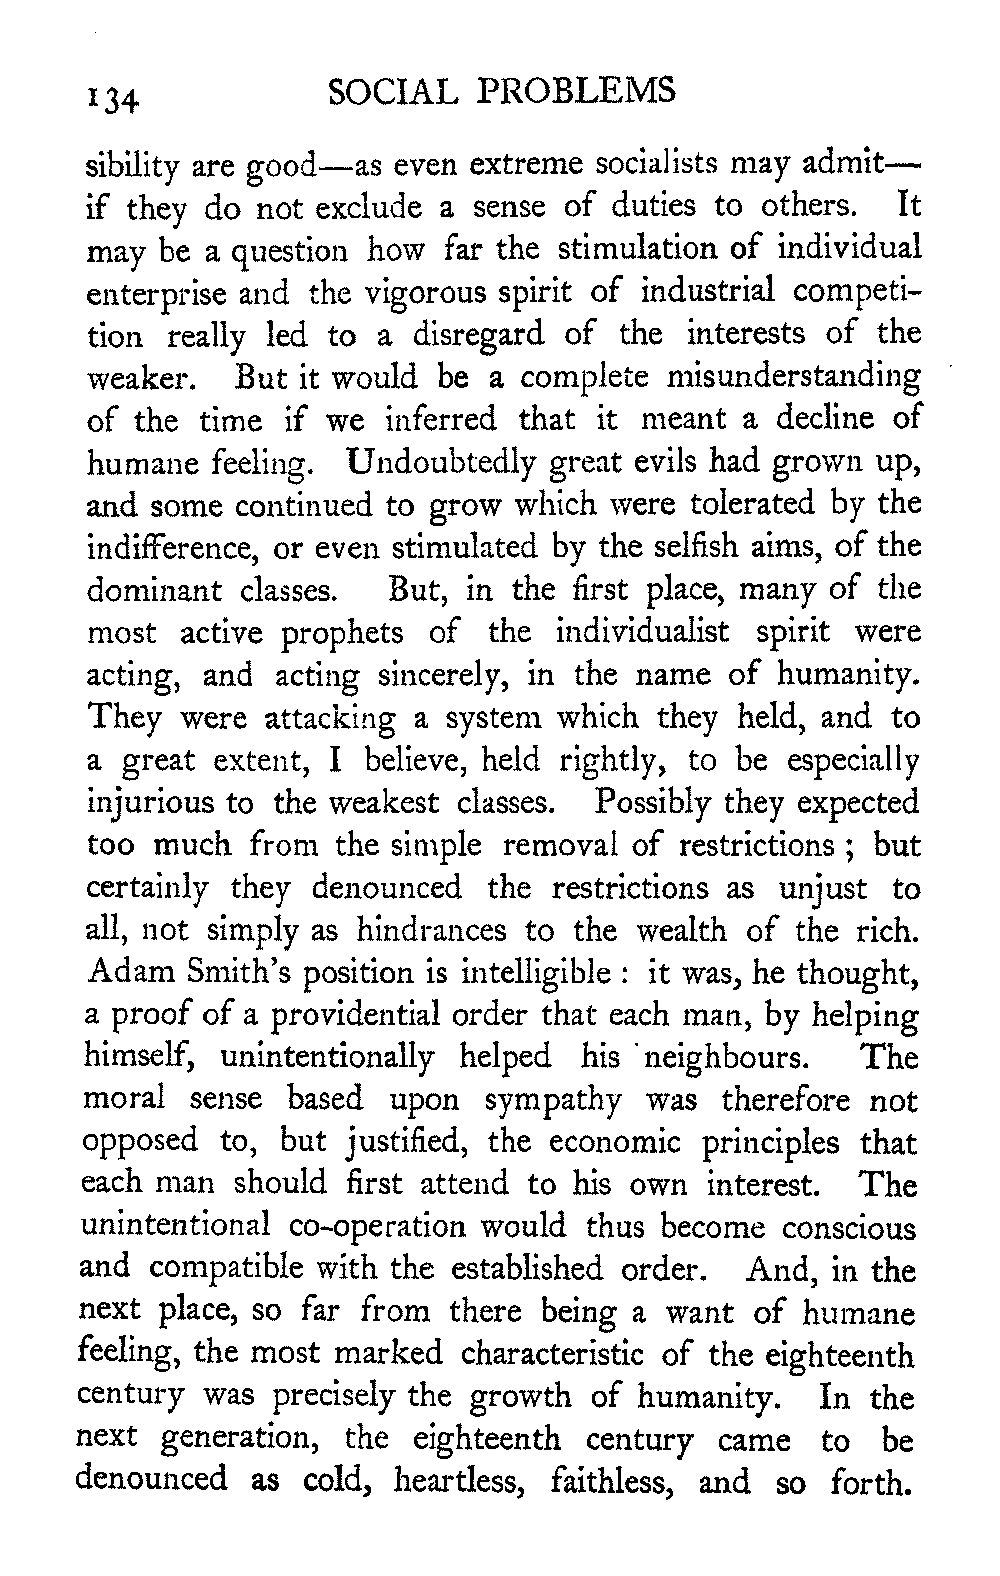 134 SOCIAL PROBLEMS
sibility are good—as even extreme socialists may admit—
if they do not exclude a sense of duties to others. It
may be a question how far the stimulation of individual
enterprise and the vigorous spirit of industrial competi-
tion really led to a disregard of the interests of the
weaker. But it would be a complete misunderstanding
of the time if we inferred that it meant a decline of
humane feeling. Undoubtedly great evils had grown up,
and some continued to grow which were tolerated by the
indifference, or even stimulated by the selfish aims, of the
dominant classes. But, in the first place, many of the
most active prophets of the individualist spirit were
acting, and acting sincerely, in the name of humanity.
They were attacking a system which they held, and to
a great extent, I believe, held rightly, to be especially
injurious to the weakest classes. Possibly they expected
too much from the simple removal of restrictions ; but
certainly they denounced the restrictions as unjust to
all, not simply as hindrances to the wealth of the rich.
Adam Smith's position is intelligible : it was, he thought,
a proof of a providential order that each man, by helping
himself, unintentionally helped his neighbours. The
moral sense based upon sympathy was therefore not
opposed to, but justified, the economic principles that
each man should first attend to his own interest. The
unintentional co-operation would thus become conscious
and compatible with the established order. And, in the
next place, so far from there being a want of humane
feeling, the most marked characteristic of the eighteenth
century was precisely the growth of humanity. In the
next generation, the eighteenth century came to be
denounced as cold, heartless, faithless, and so forth.